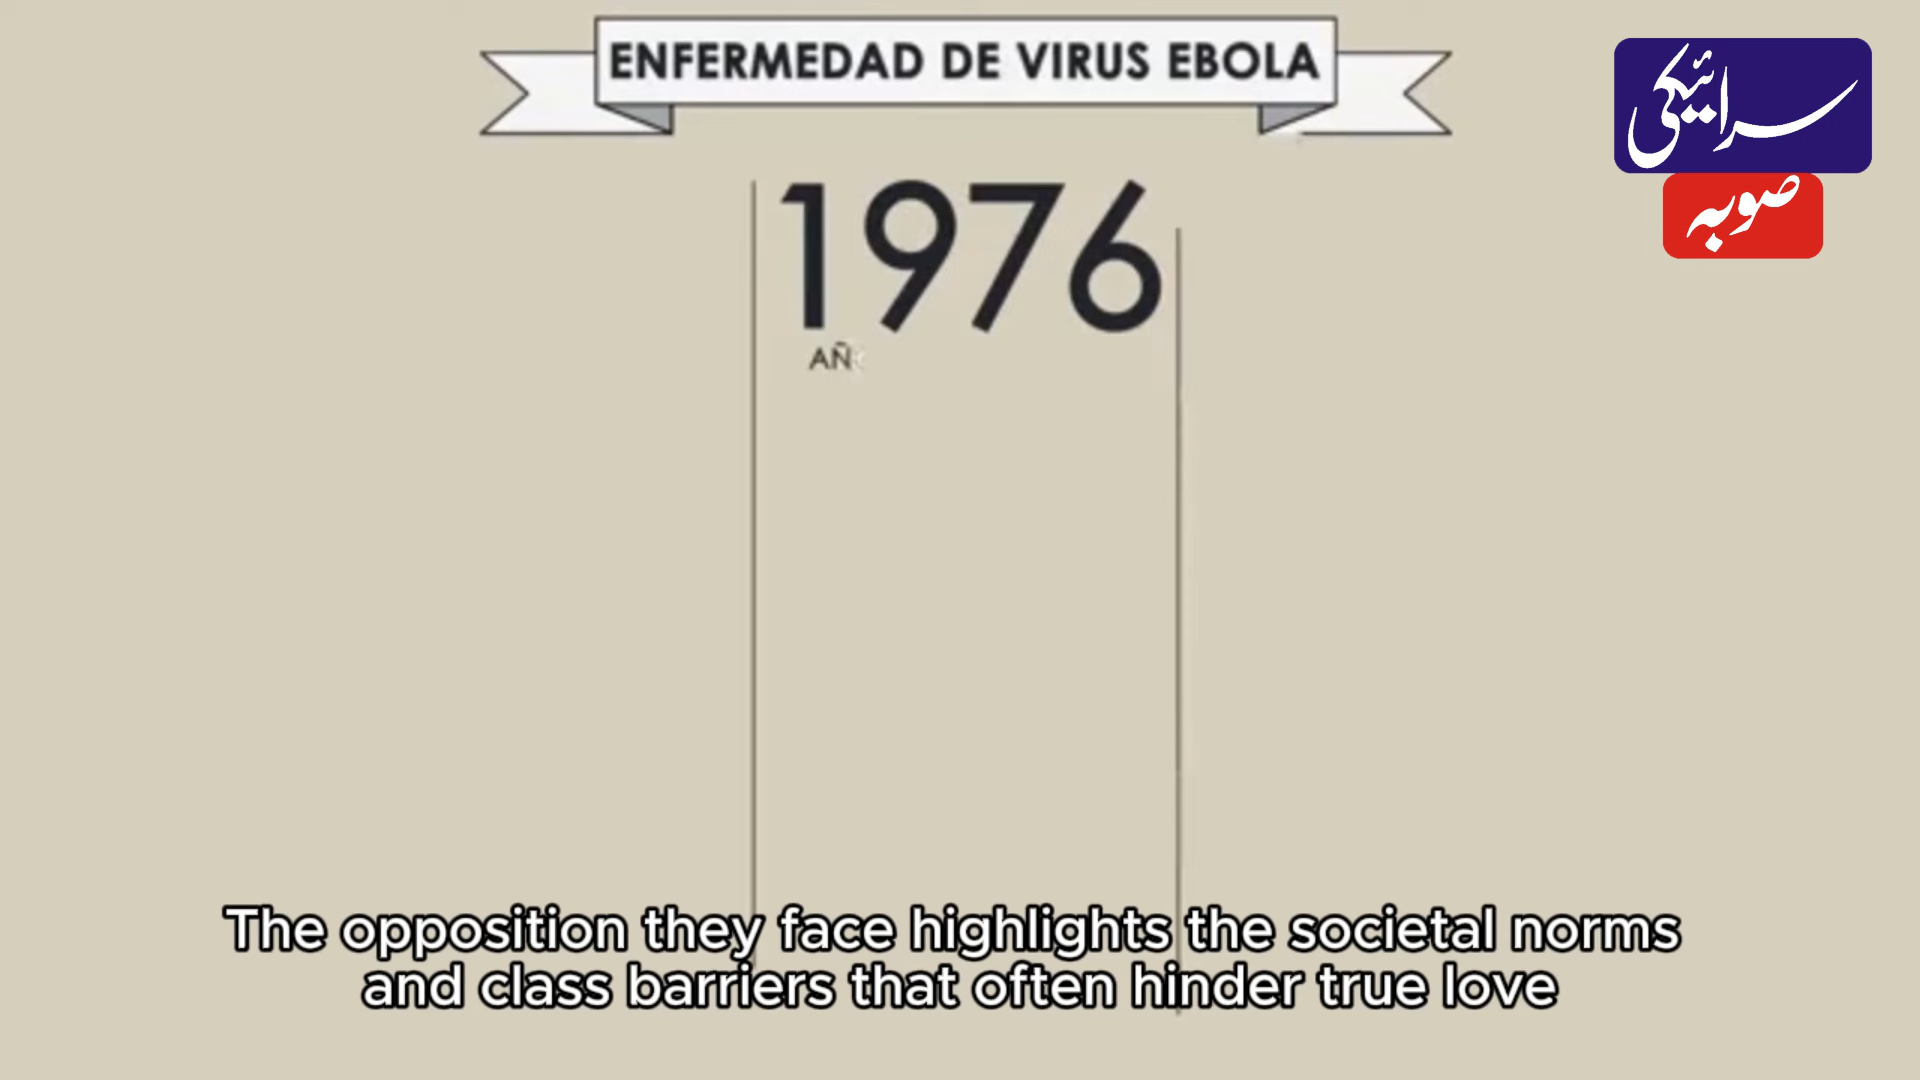 ENFERMEDAD DE VIRUS EBOLA
سرائیکی
صوبہ
1976
AÑ
The opposition they face highlights the societal norms
and class barriers that often hinder true love